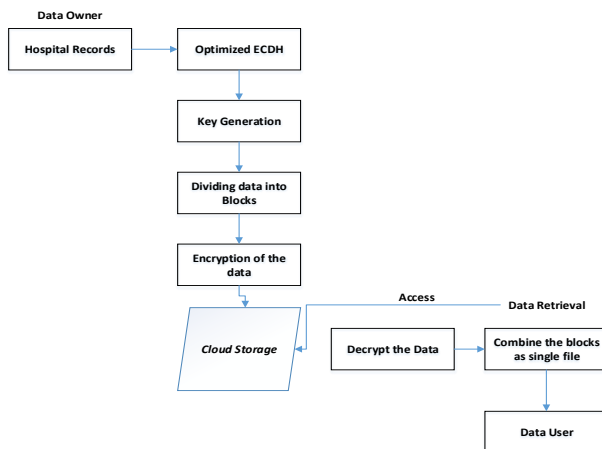 Data Owner
Hospital Records
Optimized ECDH
Key Generation
Dividing data into
Blocks
Encryption of the
data
Access
Data Retrieval
Cloud Storage
Decrypt the Data
Combine the blocks
as single file
Data User